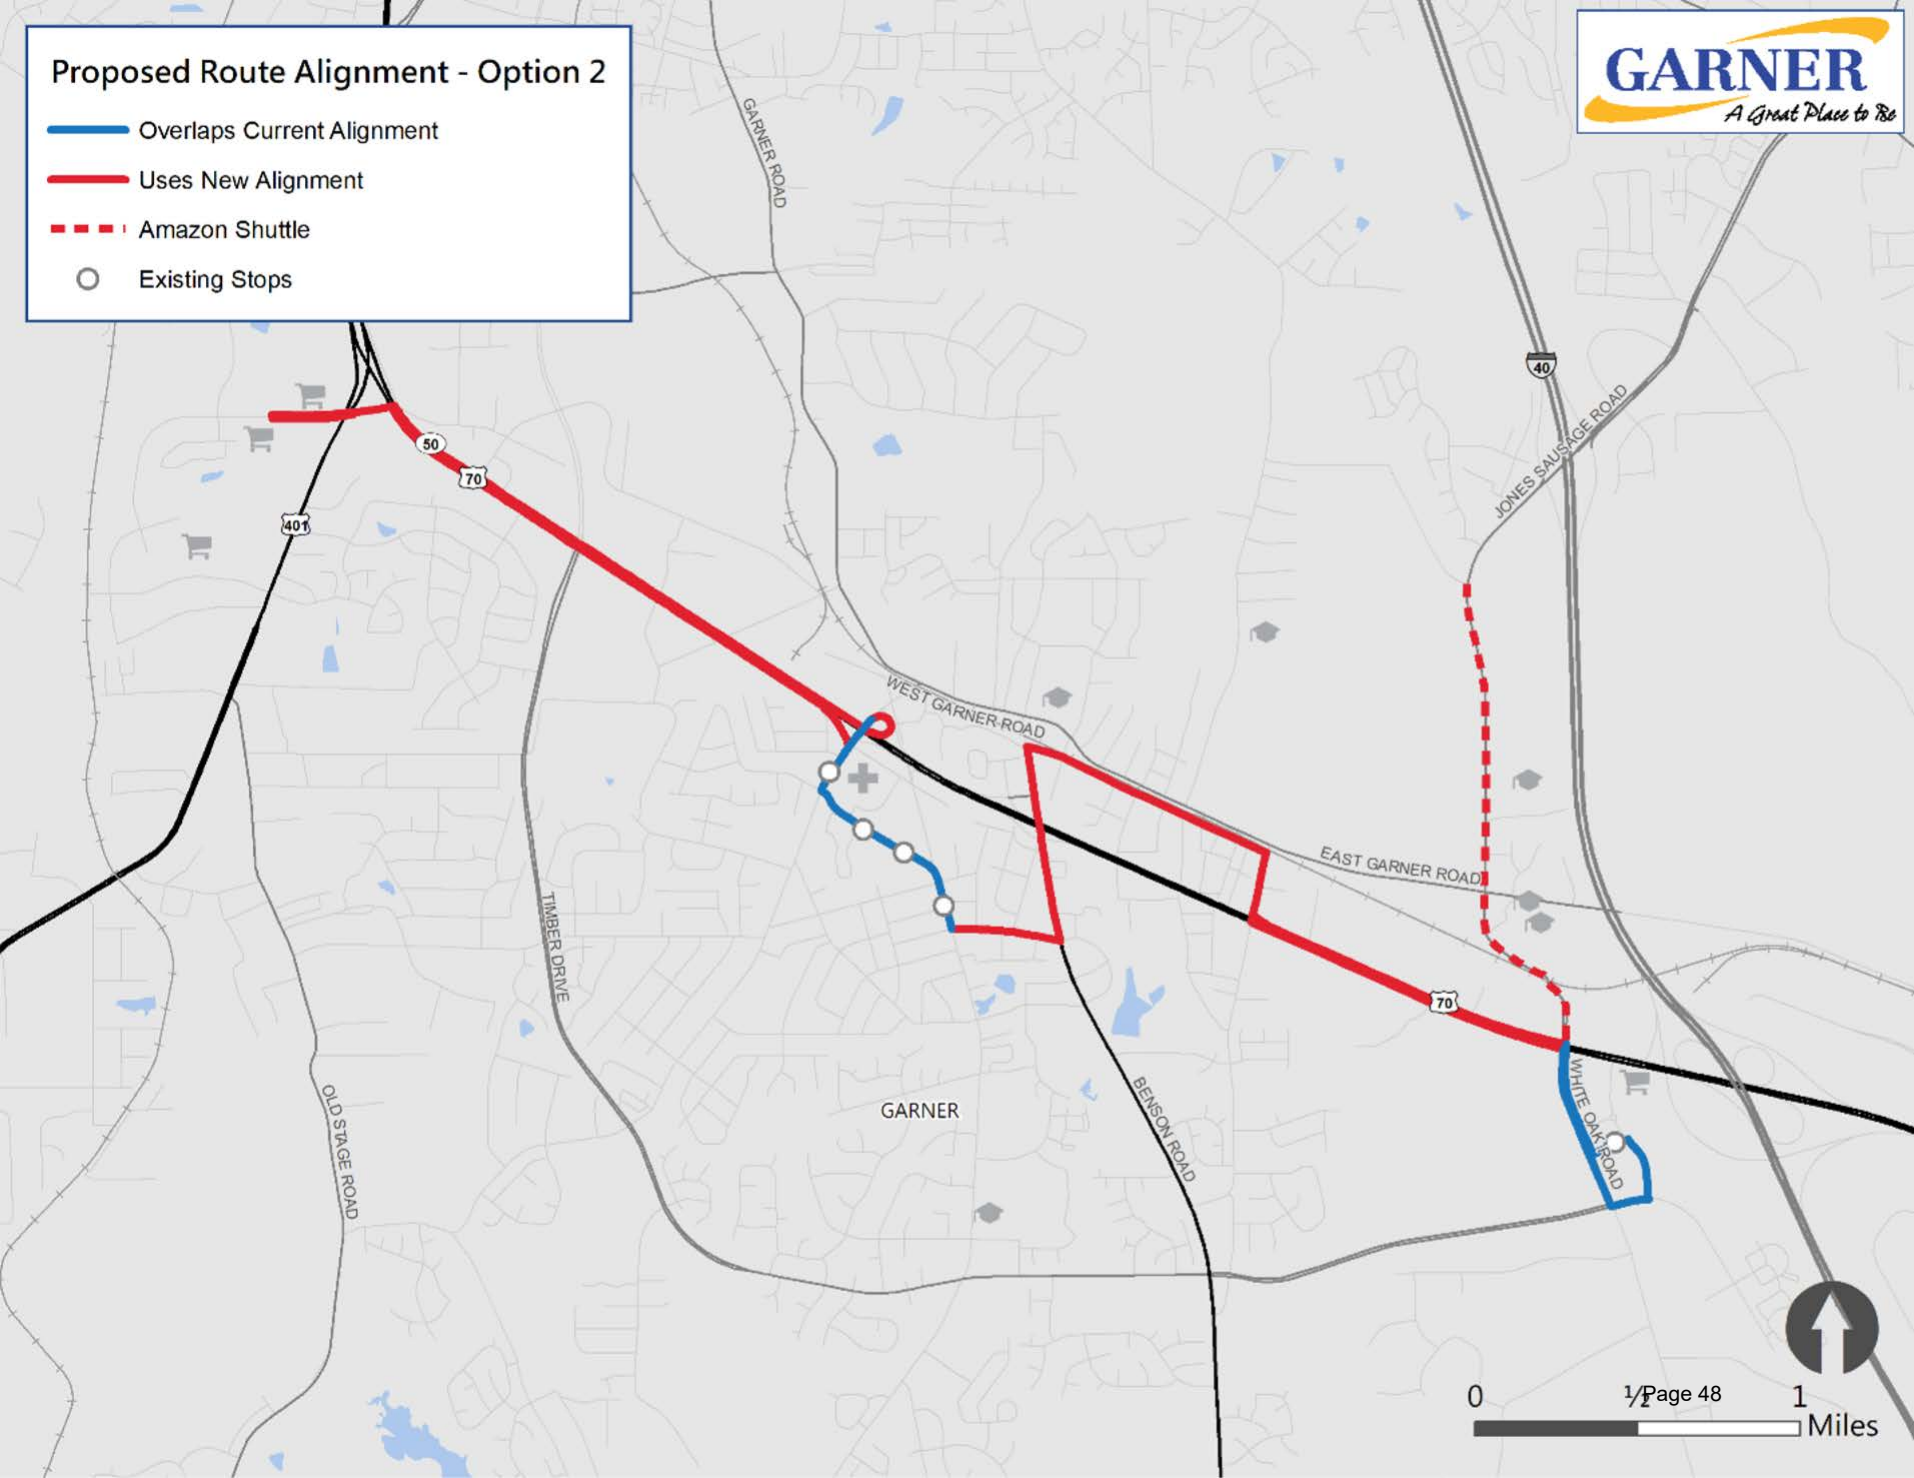 Proposed Route Alignment - Option 2
Overlaps Current Alignment
Uses New Alignment
Amazon Shuttle
Existing Stops
GARNER
A Great Place to Be
GARNER ROAD
40
JONES SAUSAGE ROAD
50
70
401
WEST GARNER ROAD
EAST GARNER ROAD
TIMBER DRIVE
70
WHITE OAK ROAD
OLD STAGE ROAD
GARNER
BENSON ROAD
0 ½ 1
Page 48
Miles